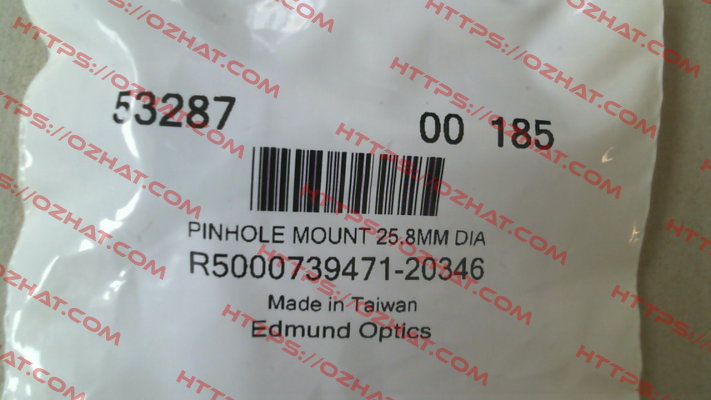 53287
00 185
PINHOLE MOUNT 25.8MM DIA
R5000739471-20346
Made in Taiwan
Edmund Optics
HTTPS://OZHAT.COM